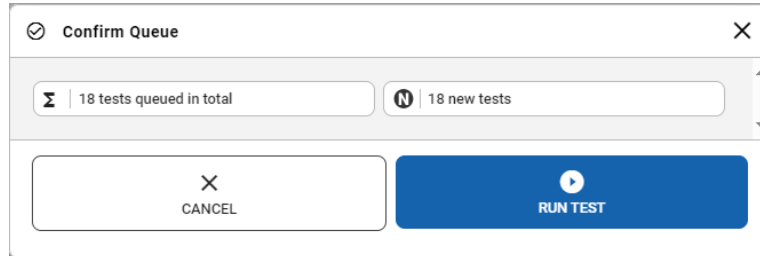 Confirm Queue
Σ 18 tests queued in total
N 18 new tests
CANCEL
RUN TEST